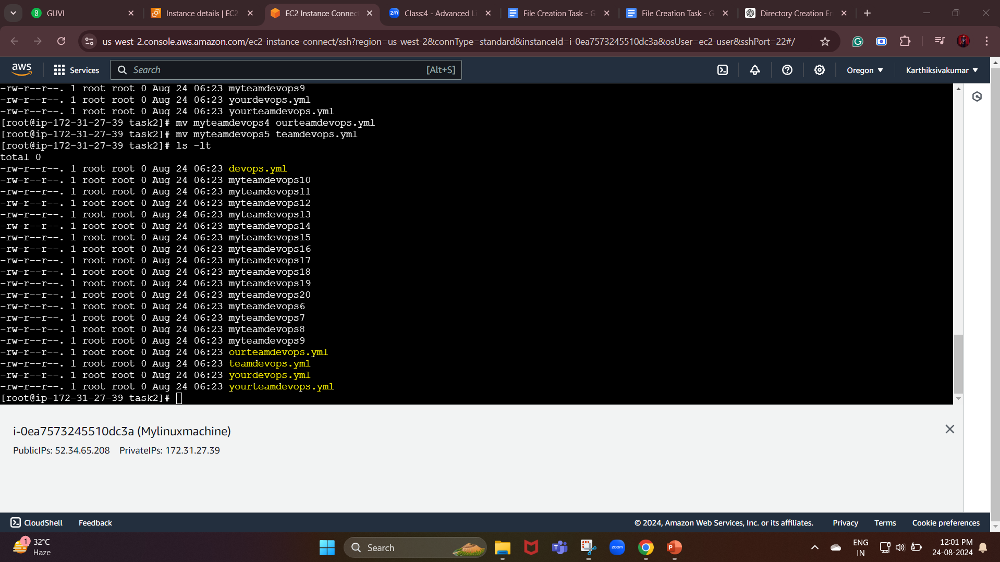 GUVI
Instance details | EC2
EC2 Instance Connec
zm Class:4 - Advanced Li
File Creation Task - G
File Creation Task - G
Directory Creation Er
us-west-2.console.aws.amazon.com/ec2-instance-connect/ssh?region=us-west-2&connType=standard&instanceId=i-0ea7573245510dc3a&osUser=ec2-user&sshPort=22#/
aws Services Search [Alt+S] Oregon Karthiksivakumar
-rw-r--r--. 1 root root 0 Aug 24 06:23 myteamdevops9
-rw-r--r--. 1 root root 0 Aug 24 06:23 yourdevops.yml
-rw-r--r--. 1 root root 0 Aug 24 06:23 yourteamdevops.yml
[root@ip-172-31-27-39 task2]# mv myteamdevops4 ourteamdevops.yml
[root@ip-172-31-27-39 task2]# mv myteamdevops5 teamdevops.yml
[root@ip-172-31-27-39 task2]# ls -lt
total 0
-rw-r--r--. 1 root root 0 Aug 24 06:23 devops.yml
-rw-r--r--. 1 root root 0 Aug 24 06:23 myteamdevops10
-rw-r--r--. 1 root root 0 Aug 24 06:23 myteamdevops11
-rw-r--r--. 1 root root 0 Aug 24 06:23 myteamdevops12
-rw-r--r--. 1 root root 0 Aug 24 06:23 myteamdevops13
-rw-r--r--. 1 root root 0 Aug 24 06:23 myteamdevops14
-rw-r--r--. 1 root root 0 Aug 24 06:23 myteamdevops15
-rw-r--r--. 1 root root 0 Aug 24 06:23 myteamdevops16
-rw-r--r--. 1 root root 0 Aug 24 06:23 myteamdevops17
-rw-r--r--. 1 root root 0 Aug 24 06:23 myteamdevops18
-rw-r--r--. 1 root root 0 Aug 24 06:23 myteamdevops19
-rw-r--r--. 1 root root 0 Aug 24 06:23 myteamdevops20
-rw-r--r--. 1 root root 0 Aug 24 06:23 myteamdevops6
-rw-r--r--. 1 root root 0 Aug 24 06:23 myteamdevops7
-rw-r--r--. 1 root root 0 Aug 24 06:23 myteamdevops8
-rw-r--r--. 1 root root 0 Aug 24 06:23 myteamdevops9
-rw-r--r--. 1 root root 0 Aug 24 06:23 ourteamdevops.yml
-rw-r--r--. 1 root root 0 Aug 24 06:23 teamdevops.yml
-rw-r--r--. 1 root root 0 Aug 24 06:23 yourdevops.yml
-rw-r--r--. 1 root root 0 Aug 24 06:23 yourteamdevops.yml
[root@ip-172-31-27-39 task2]#
i-0ea7573245510dc3a (Mylinuxmachine)
PublicIPs: 52.34.65.208 PrivateIPs: 172.31.27.39
CloudShell Feedback © 2024, Amazon Web Services, Inc. or its affiliates. Privacy Terms Cookie preferences
1
32°C
Haze
Search
zoom
ENG
IN
12:01 PM
24-08-2024